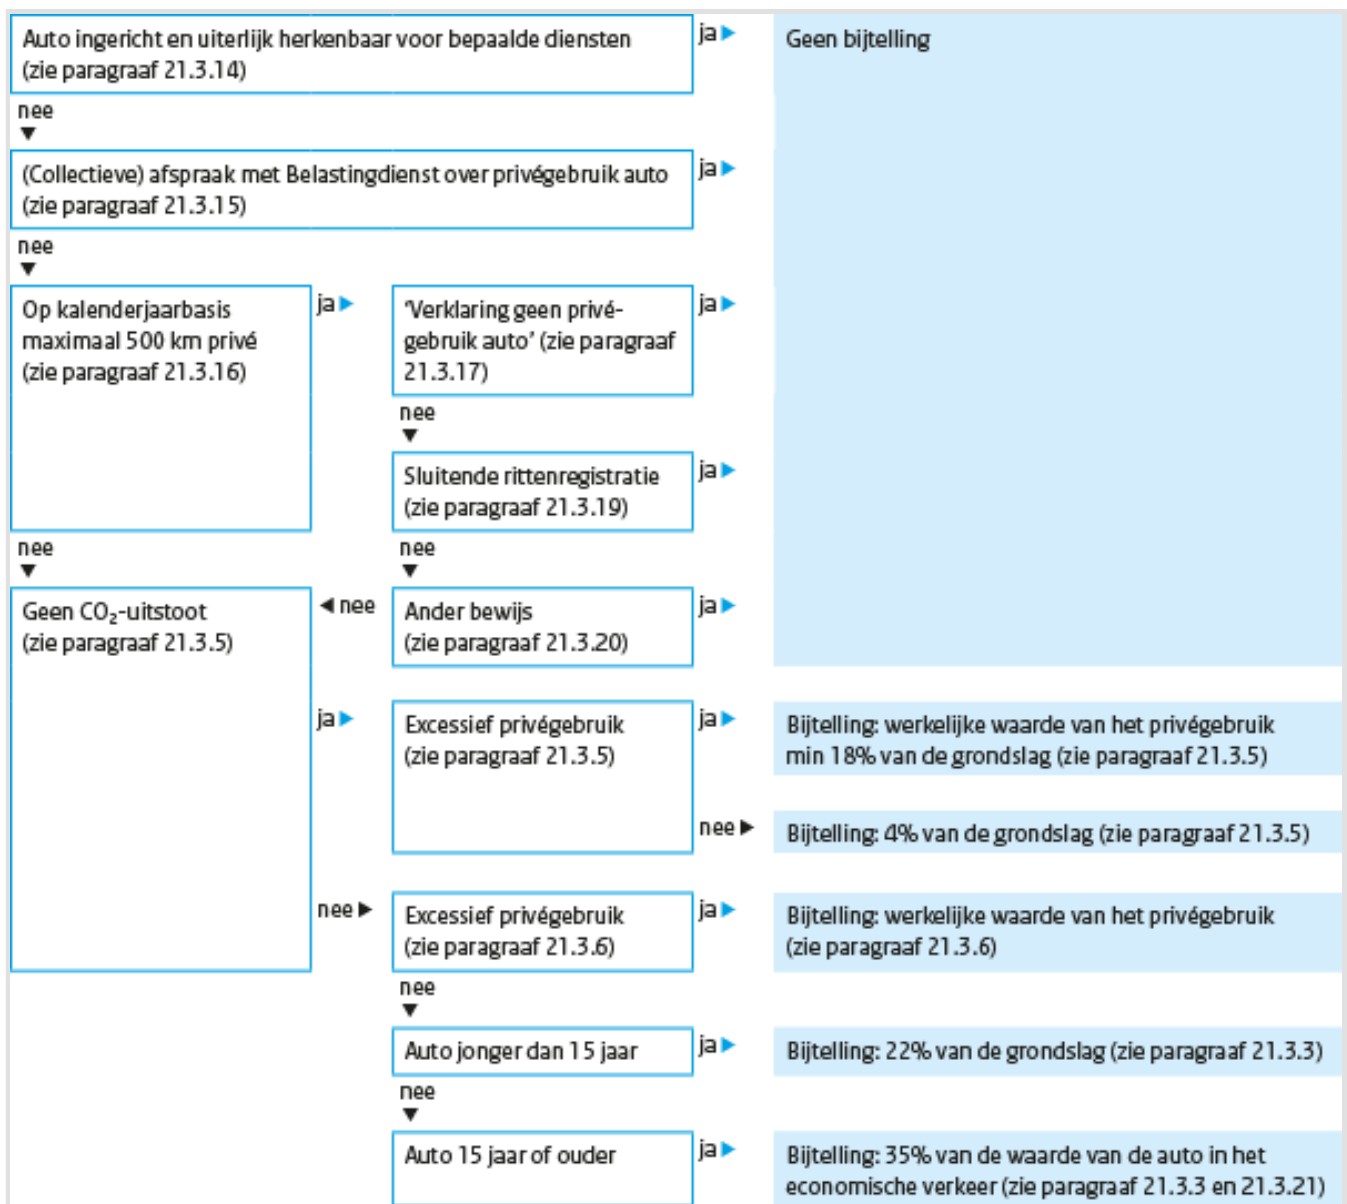 Auto ingericht en uiterlijk herkenbaar voor bepaalde diensten
(zie paragraaf 21.3.14)
ja
Geen bijtelling
nee
(Collectieve) afspraak met Belastingdienst over privégebruik auto
(zie paragraaf 21.3.15)
ja
nee
Op kalenderjaarbasis
maximaal 500 km privé
(zie paragraaf 21.3.16)
ja
‘Verklaring geen privé-
gebruik auto’ (zie paragraaf
21.3.17)
ja
nee
Sluitende rittenregistratie
(zie paragraaf 21.3.19)
ja
nee
nee
Geen CO₂-uitstoot
(zie paragraaf 21.3.5)
nee
Ander bewijs
(zie paragraaf 21.3.20)
ja
ja
Excessief privégebruik
(zie paragraaf 21.3.5)
ja
Bijtelling: werkelijke waarde van het privégebruik
min 18% van de grondslag (zie paragraaf 21.3.5)
nee
Bijtelling: 4% van de grondslag (zie paragraaf 21.3.5)
nee
Excessief privégebruik
(zie paragraaf 21.3.6)
ja
Bijtelling: werkelijke waarde van het privégebruik
(zie paragraaf 21.3.6)
nee
Auto jonger dan 15 jaar
ja
Bijtelling: 22% van de grondslag (zie paragraaf 21.3.3)
nee
Auto 15 jaar of ouder
ja
Bijtelling: 35% van de waarde van de auto in het
economische verkeer (zie paragraaf 21.3.3 en 21.3.21)